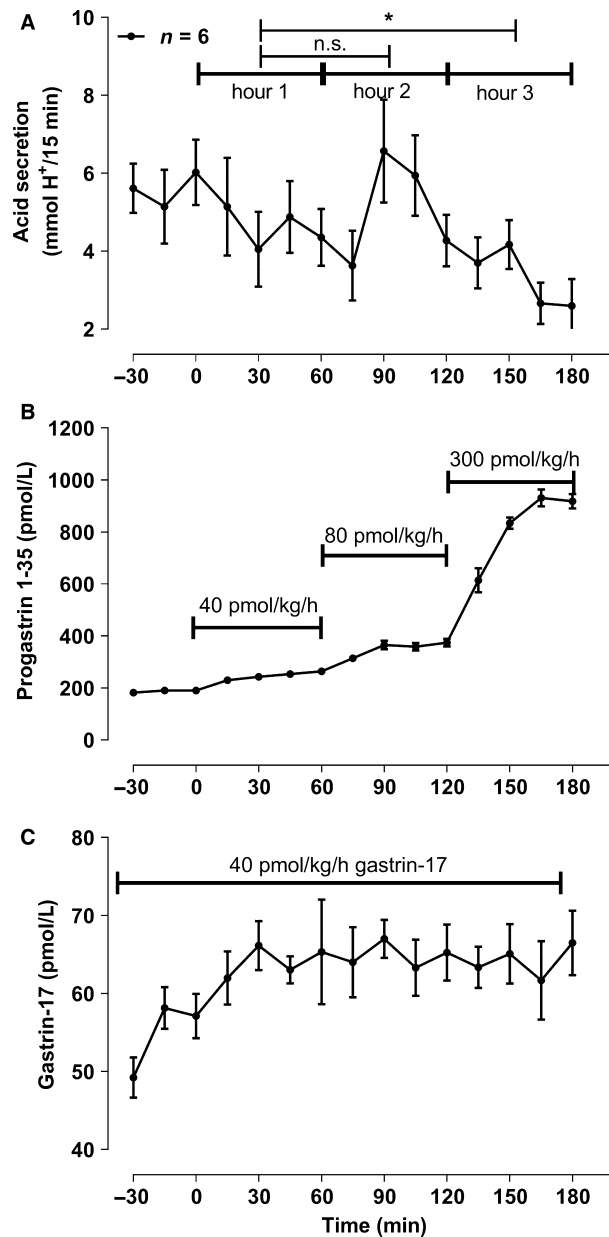 A
10
n = 6
*
n.s.
hour 1
hour 2
hour 3
8
6
4
2
Acid secretion
(mmol H⁺/15 min)
–30 0 30 60 90 120 150 180
B
1200
1000
800
600
400
200
0
Progastrin 1-35 (pmol/L)
300 pmol/kg/h
80 pmol/kg/h
40 pmol/kg/h
–30 0 30 60 90 120 150 180
C
80
70
60
50
40
Gastrin-17 (pmol/L)
40 pmol/kg/h gastrin-17
–30 0 30 60 90 120 150 180
Time (min)